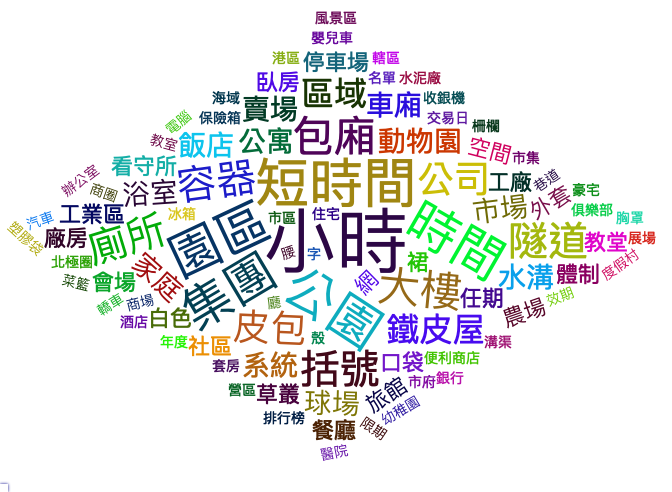 風景區
嬰兒車
港區
停車場
轄區
臥房
區域
名單
水泥廠
海域
賣場
車廂
收銀機
電腦
保險箱
交易日
教室
飯店
公寓
包廂
動物園
柵欄
空間
市集
看守所
容器
短時間
公司
工廠
巷道
辦公室
商圈
浴室
豪宅
汽車
工業區
冰箱
園區
市區
住宅
小時
時間
市場
外套
俱樂部
胸罩
塑膠袋
廠房
廁所
隧道
教堂
展場
北極圈
菜籃
會場
家庭
集團
腰
字
裙
水溝
體制
度假村
轎車
商場
公園
網
大樓
任期
農場
效期
酒店
白色
皮包
廳
殼
鐵皮屋
溝渠
年度
社區
套房
系統
括號
口袋
便利商店
營區
草叢
球場
旅館
市府
銀行
排行榜
餐廳
限期
幼稚園
醫院